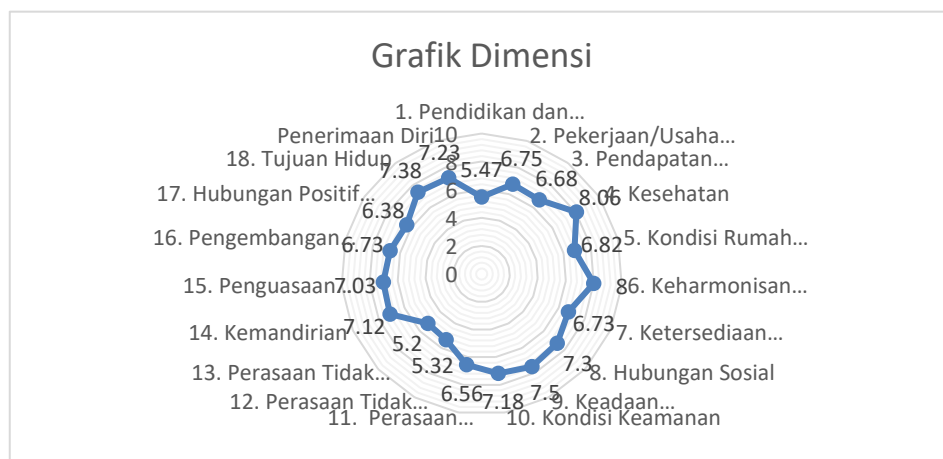 Grafik Dimensi
1. Pendidikan dan...
2. Pekerjaan/Usaha...
3. Pendapatan...
4. Kesehatan
5. Kondisi Rumah...
6. Keharmonisan...
7. Ketersediaan...
8. Hubungan Sosial
9. Keadaan...
10. Kondisi Keamanan
11. Perasaan...
12. Perasaan Tidak...
13. Perasaan Tidak...
14. Kemandirian
15. Penguasaan...
16. Pengembangan...
17. Hubungan Positif...
18. Tujuan Hidup
Penerimaan Diri
10
8
6
4
2
0
5.47
6.75
6.68
8.06
6.82
8
6.73
7.3
7.5
7.18
6.56
5.32
5.2
7.12
7.03
6.73
6.38
7.38
7.23